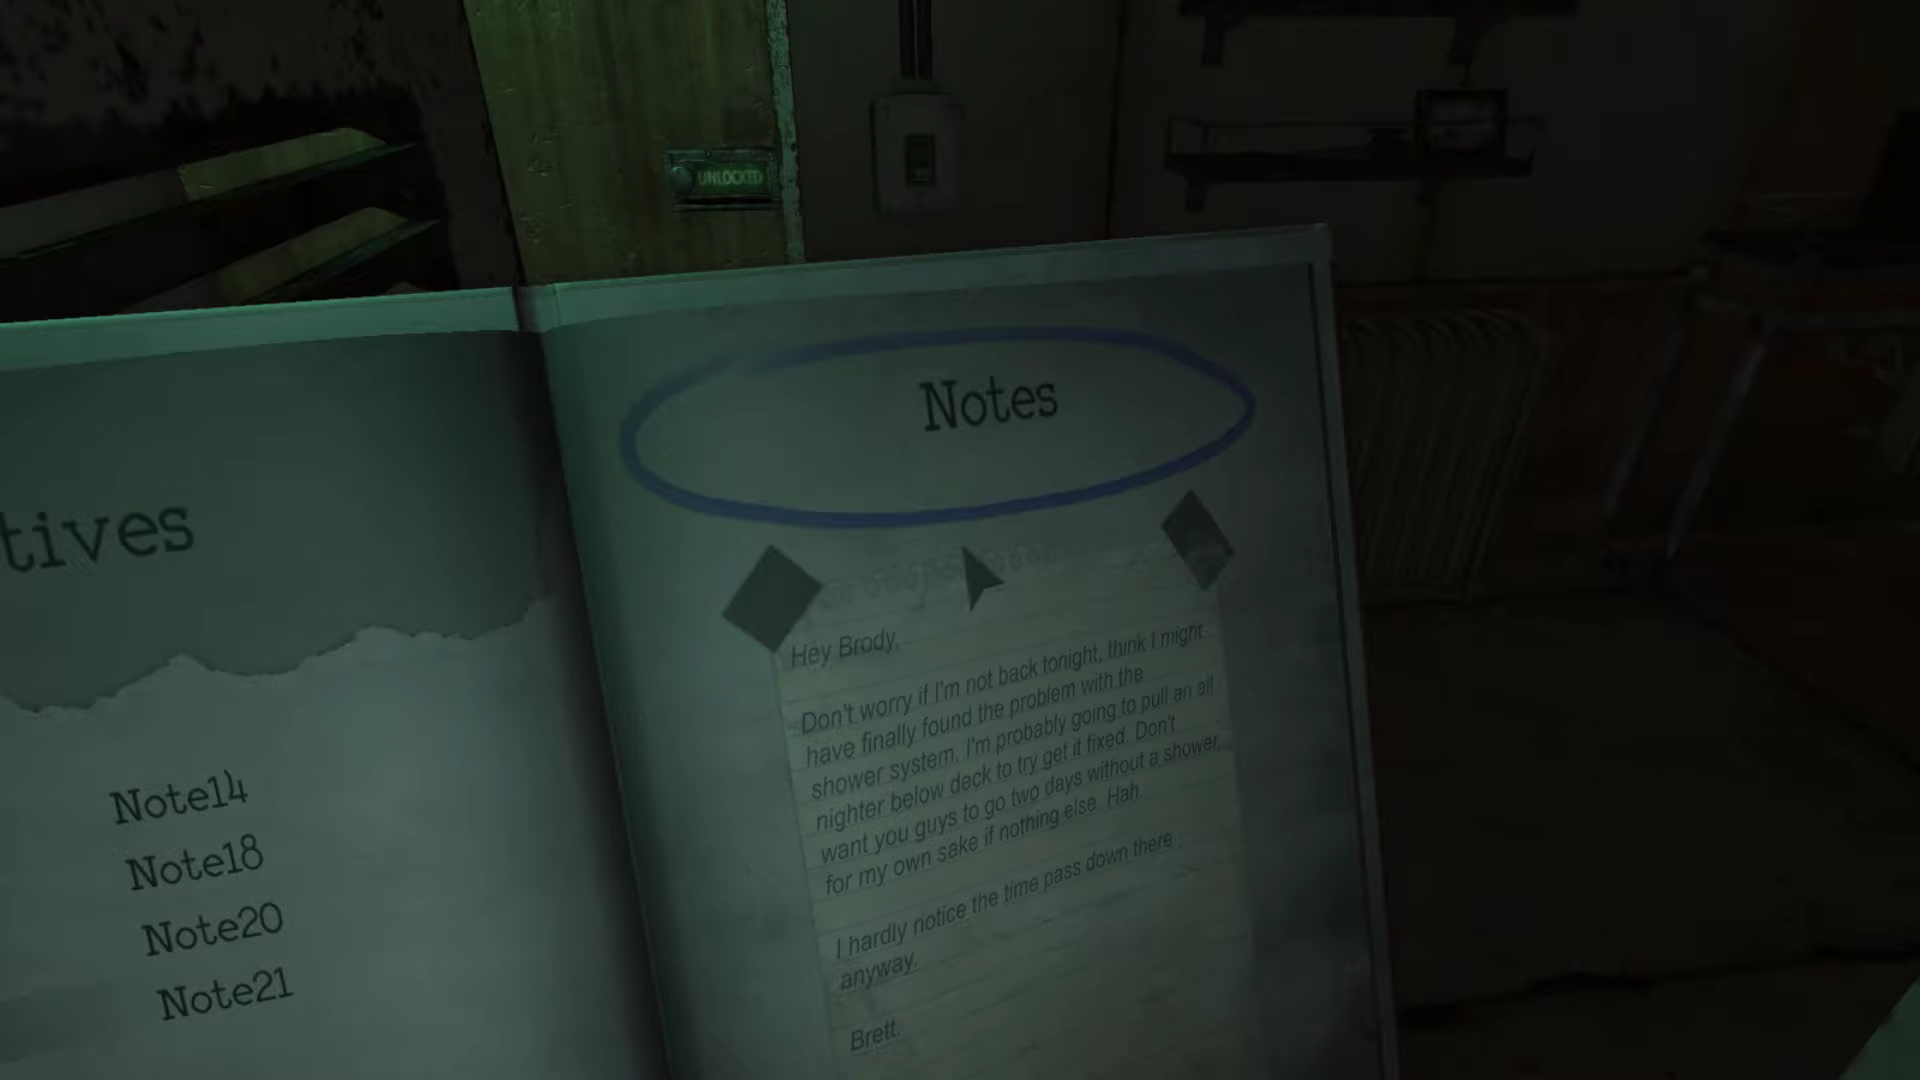 UNLOCKED
tives
Note14
Note18
Note20
Note21
Notes
Hey Brody,
Don't worry if I'm not back tonight, think I might
have finally found the problem with the
shower system, I'm probably going to pull an all
nighter below deck to try get it fixed. Don't
want you guys to go two days without a shower,
for my own sake if nothing else. Hah.
I hardly notice the time pass down there
anyway.
Brett.